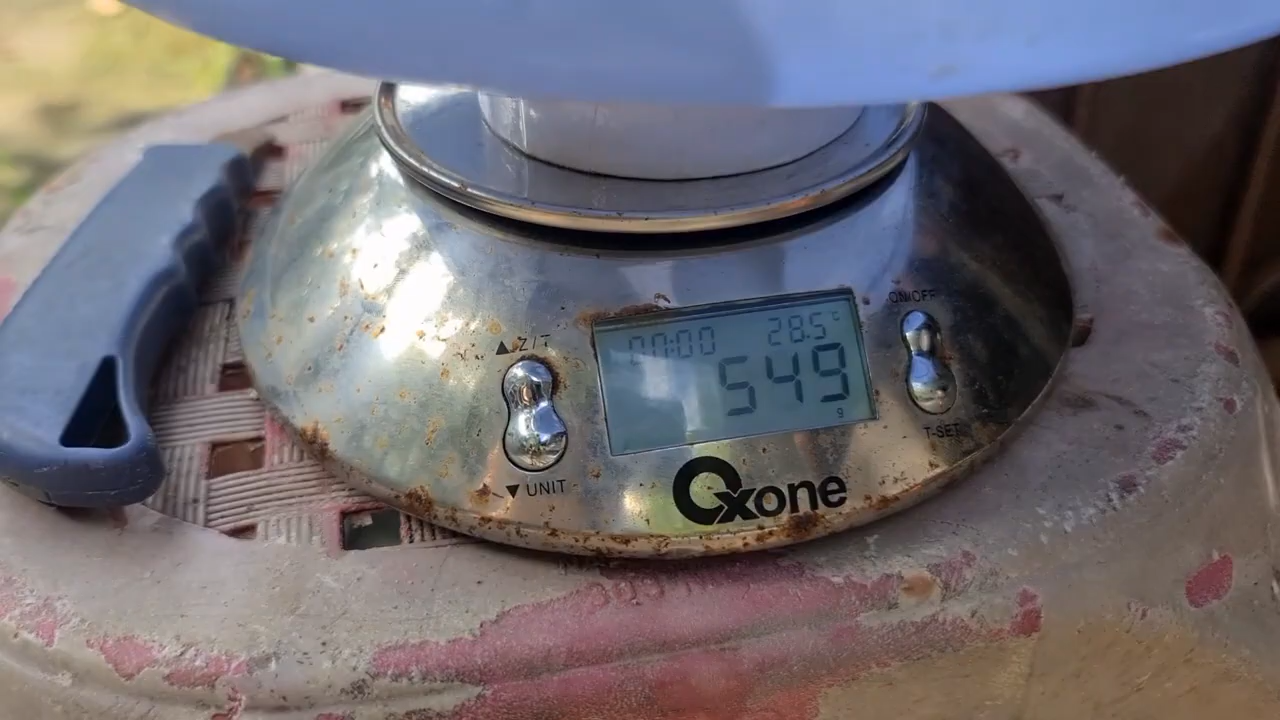 ON/OFF
▲Z/T
00:00 28.5°C
549
g
T-SET
▼ UNIT
Oxone